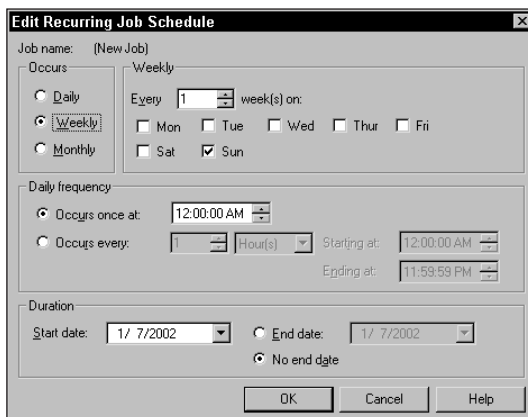 Edit Recurring Job Schedule
Job name: (New Job)
Occurs
Daily
Weekly
Monthly
Weekly
Every 1 week(s) on:
Mon Tue Wed Thur Fri
Sat Sun
Daily frequency
Occurs once at: 12:00:00 AM
Occurs every: 1 Hour(s) Starting at: 12:00:00 AM
Ending at: 11:59:59 PM
Duration
Start date: 1/ 7/2002 End date: 1/ 7/2002
No end date
OK Cancel Help